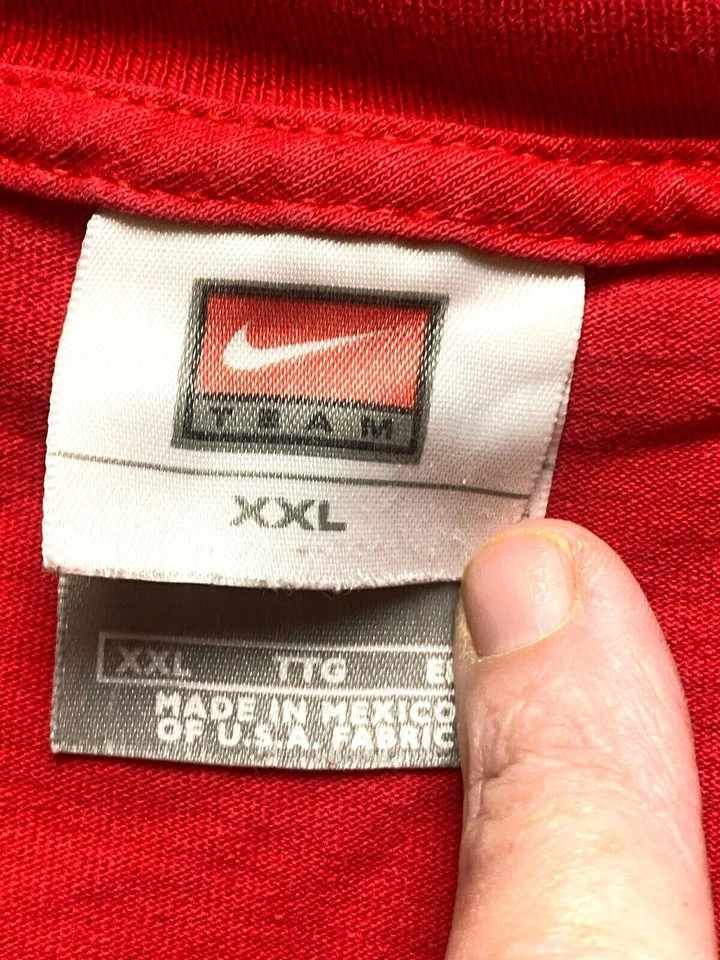 TEAM
XXL
XXL TTG
MADE IN MEXICO
OF U.S.A. FABRIC